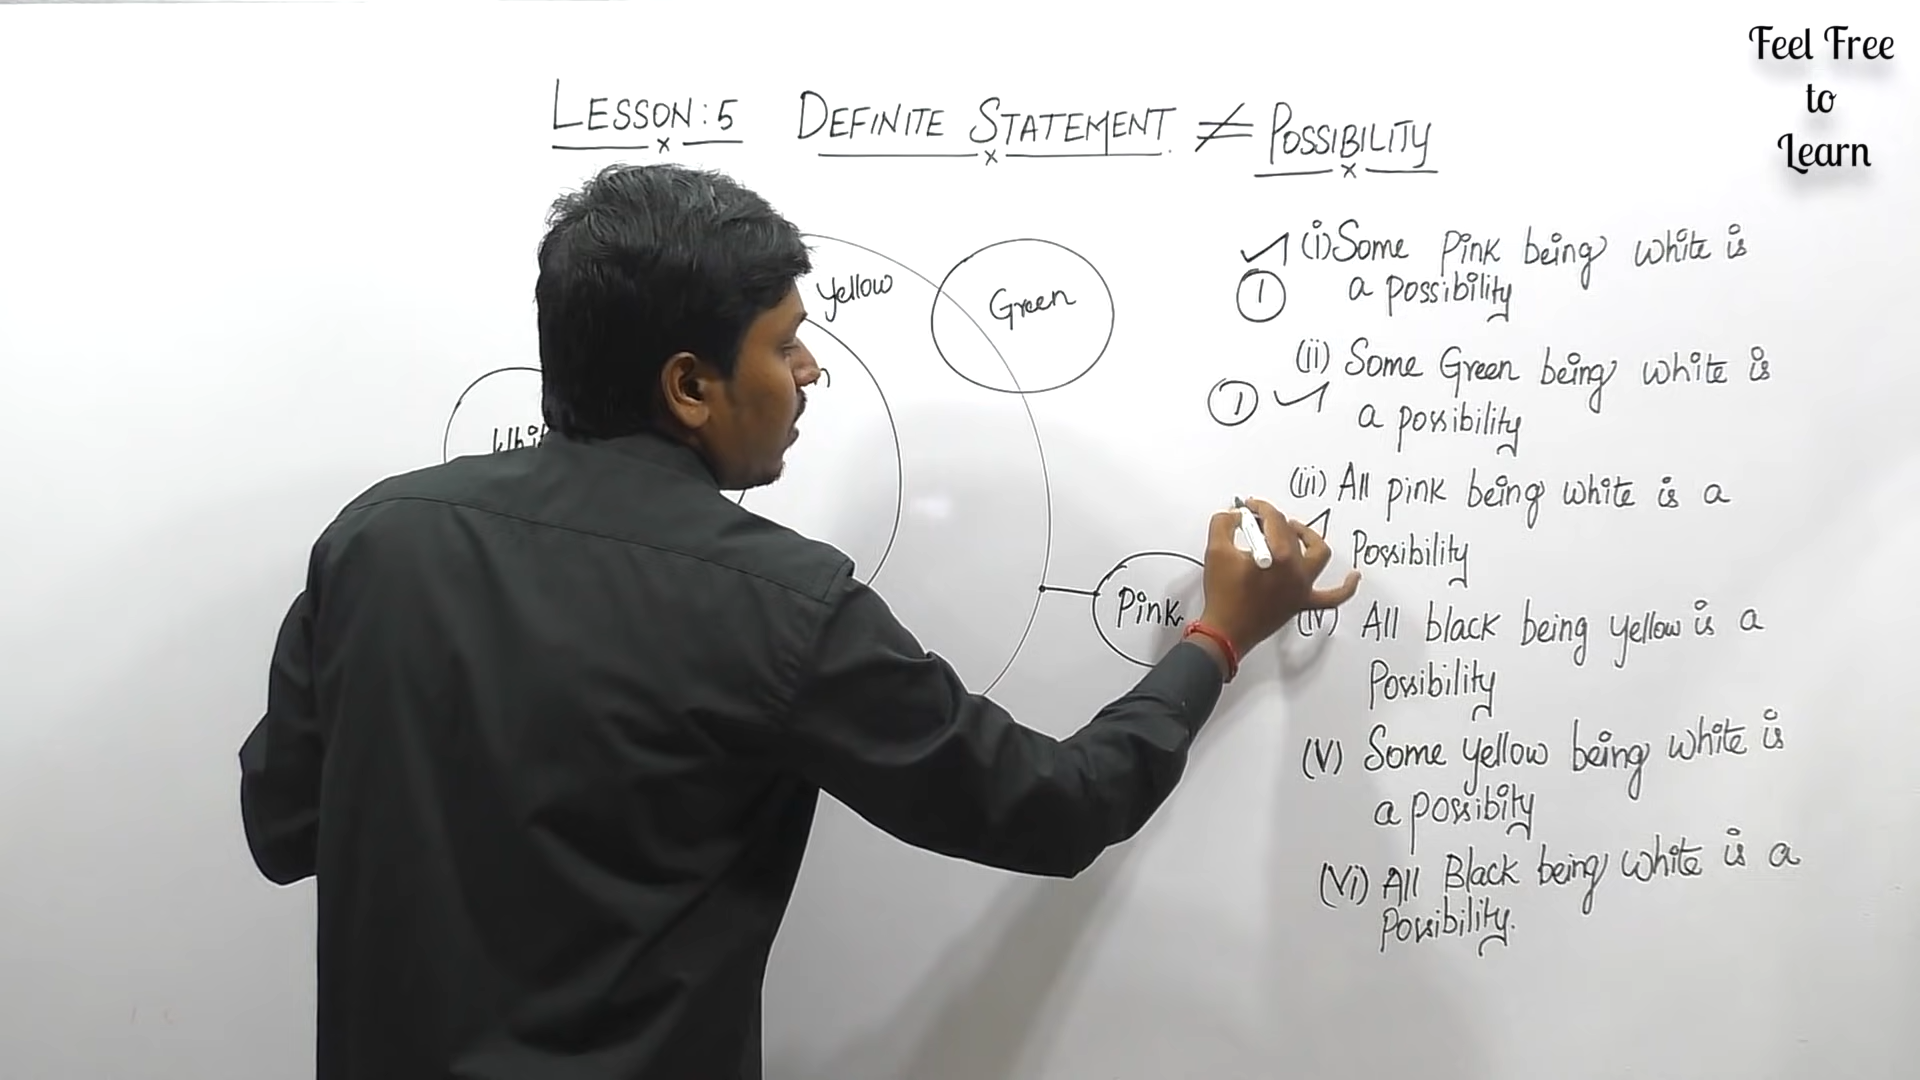 Feel Free
to
Learn
LESSON: 5 DEFINITE STATEMENT ≠ POSSIBILITY
Yellow
Green
Pink
(i) Some Pink being white is
① a possibility
(ii) Some Green being white is
① a possibility
(iii) All pink being white is a
Possibility
(iv) All black being yellow is a
Possibility
(V) Some yellow being white is
a possibity
(Vi) All Black being white is a
Possibility.